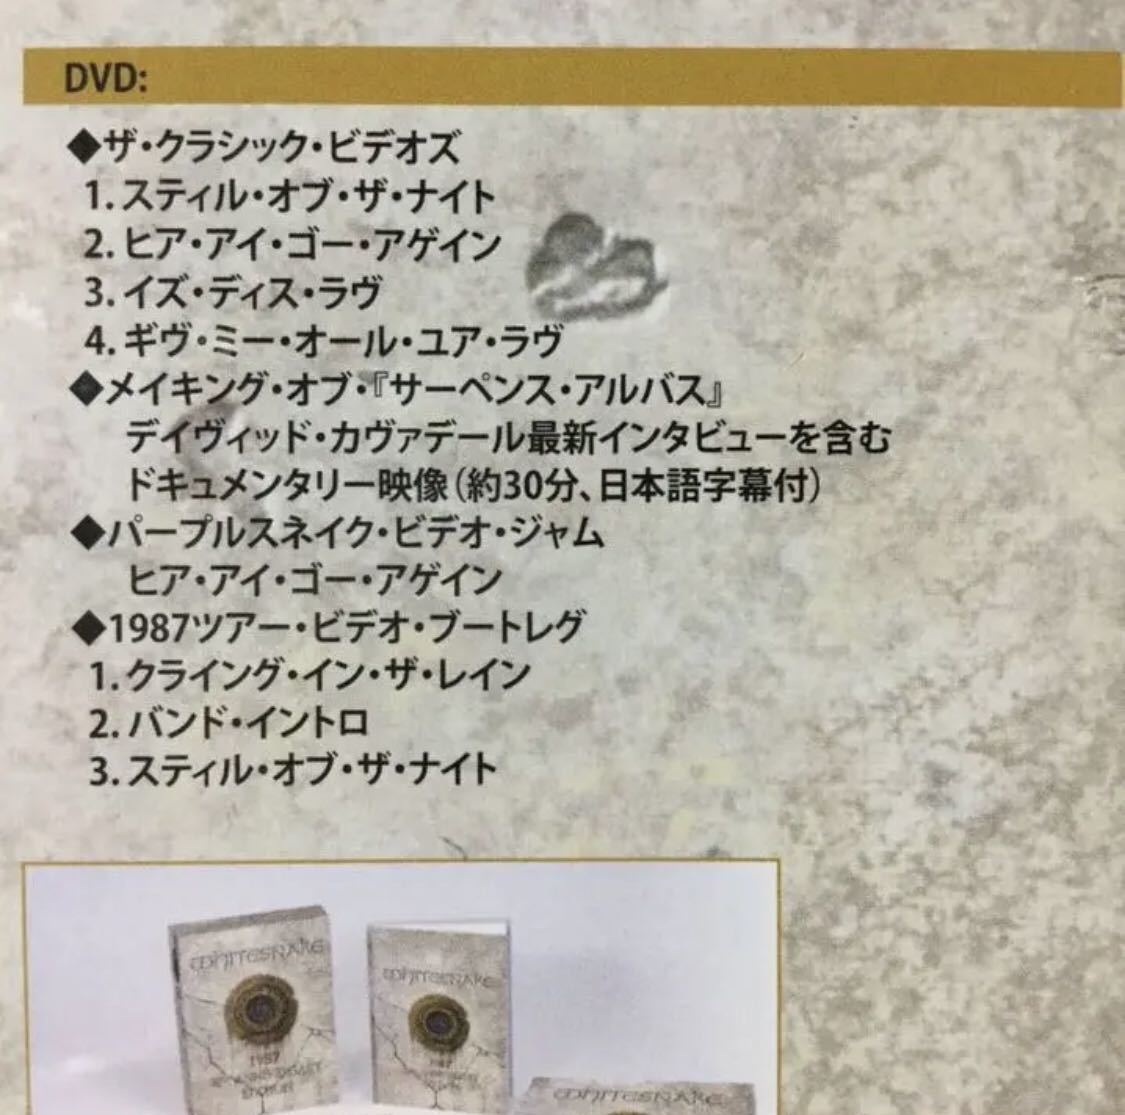 DVD:
◆ザ・クラシック・ビデオズ
1.スティル・オブ・ザ・ナイト
2.ヒア・アイ・ゴー・アゲイン
3.イズ・ディス・ラヴ
4.ギヴ・ミー・オール・ユア・ラヴ
◆メイキング・オブ・『サーペンス・アルバス』
デイヴィッド・カヴァデール最新インタビューを含む
ドキュメンタリー映像(約30分、日本語字幕付)
◆パープルスネイク・ビデオ・ジャム
ヒア・アイ・ゴー・アゲイン
◆1987ツアー・ビデオ・ブートレグ
1.クライング・イン・ザ・レイン
2.バンド・イントロ
3.スティル・オブ・ザ・ナイト
WHITESNAKE
1987
WHITESNAKE
WHITESNAKE